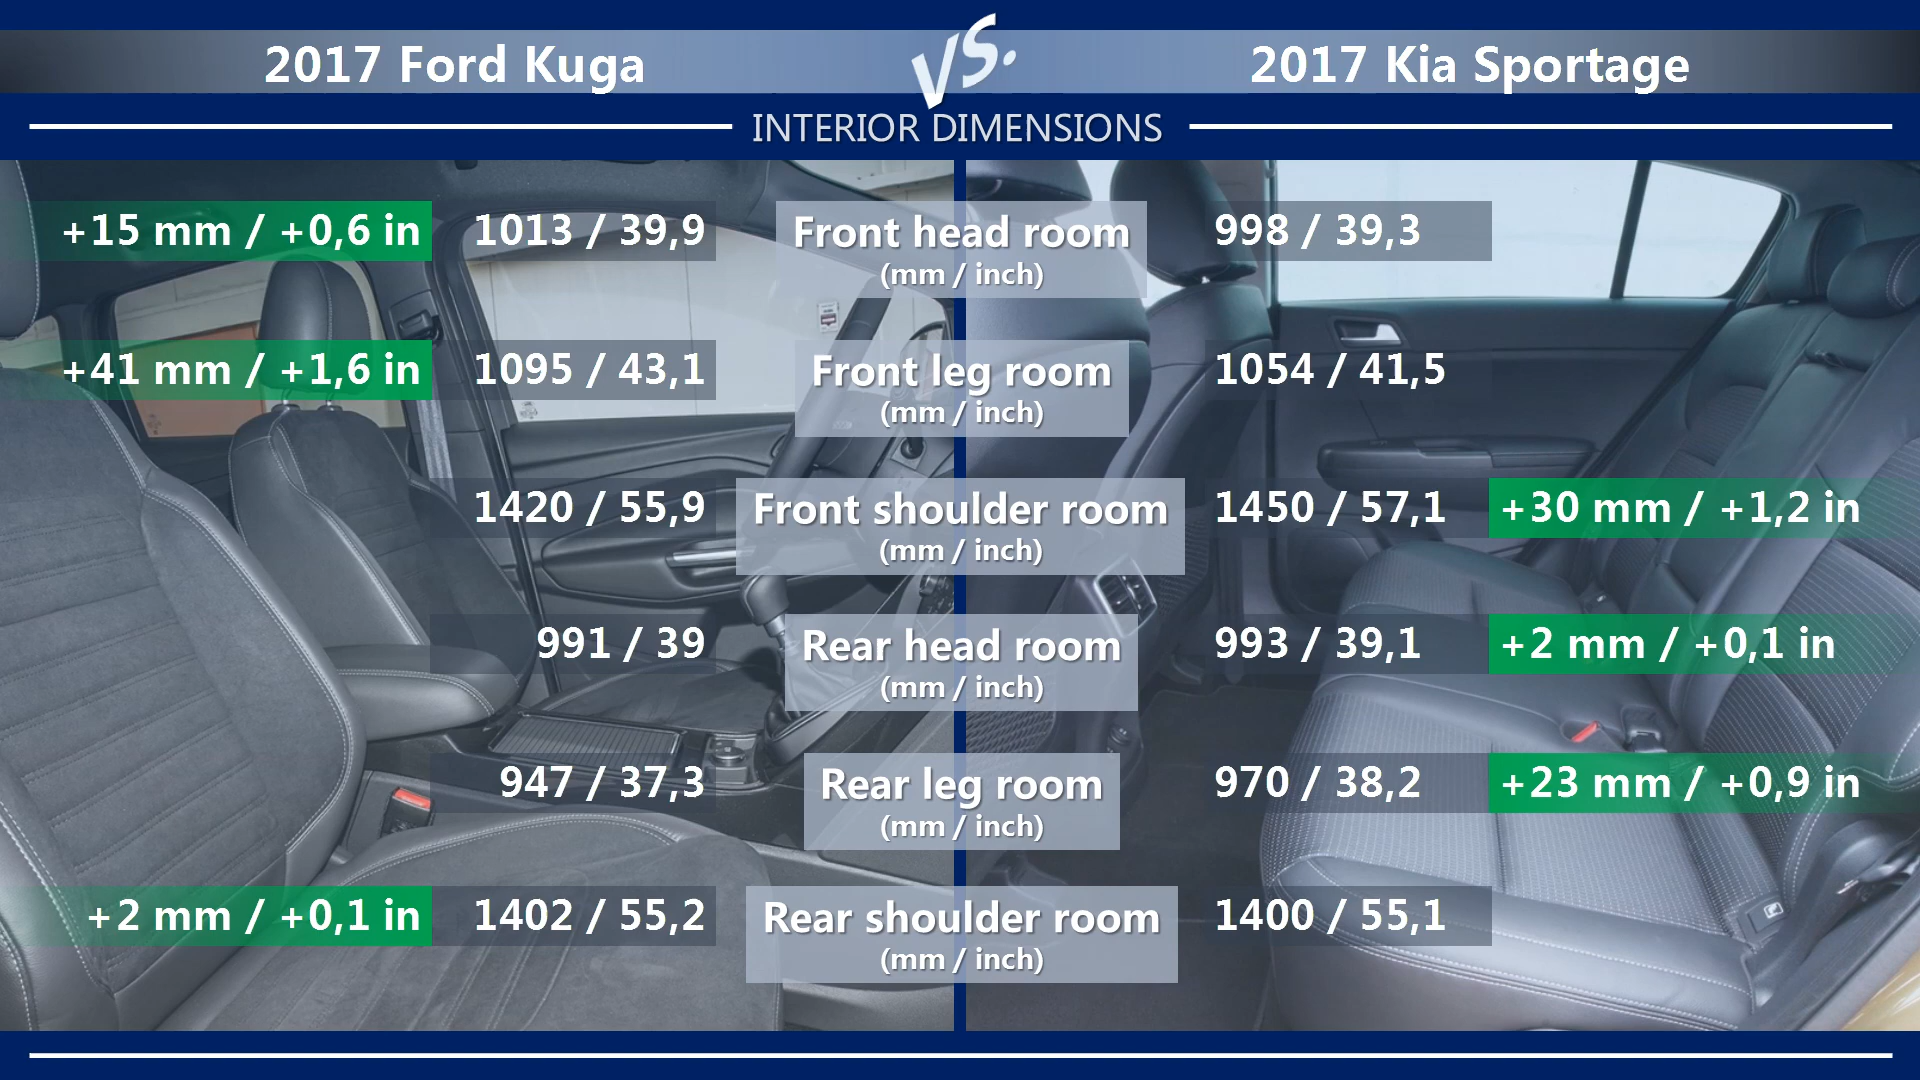 2017 Ford Kuga VS. 2017 Kia Sportage
INTERIOR DIMENSIONS
+15 mm / +0,6 in 1013 / 39,9 Front head room 998 / 39,3
(mm / inch)
+41 mm / +1,6 in 1095 / 43,1 Front leg room 1054 / 41,5
(mm / inch)
1420 / 55,9 Front shoulder room 1450 / 57,1 +30 mm / +1,2 in
(mm / inch)
991 / 39 Rear head room 993 / 39,1 +2 mm / +0,1 in
(mm / inch)
947 / 37,3 Rear leg room 970 / 38,2 +23 mm / +0,9 in
(mm / inch)
+2 mm / +0,1 in 1402 / 55,2 Rear shoulder room 1400 / 55,1
(mm / inch)